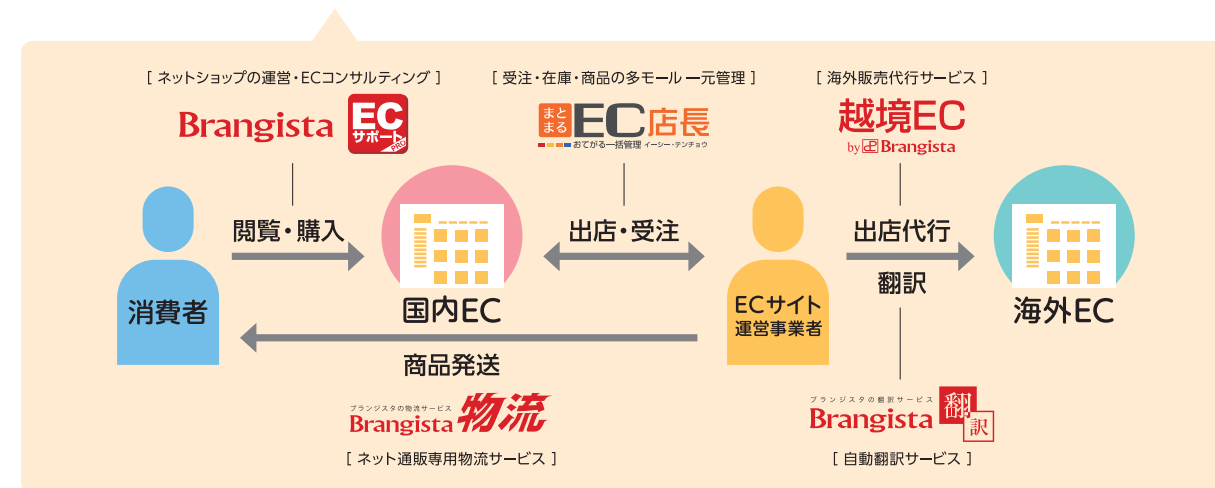 [ ネットショップの運営・ECコンサルティング ]
Brangista
EC
サポート
PRO
[ 受注・在庫・商品の多モール一元管理 ]
まと
まる
EC店長
おてがる一括管理 イーシー・テンチョウ
[ 海外販売代行サービス ]
越境EC
by Brangista
閲覧・購入
出店・受注
出店代行
翻訳
消費者
国内EC
ECサイト
運営事業者
海外EC
商品発送
ブランジスタの物流サービス
Brangista 物流
[ ネット通販専用物流サービス ]
ブランジスタの翻訳サービス
Brangista 翻訳
[ 自動翻訳サービス ]